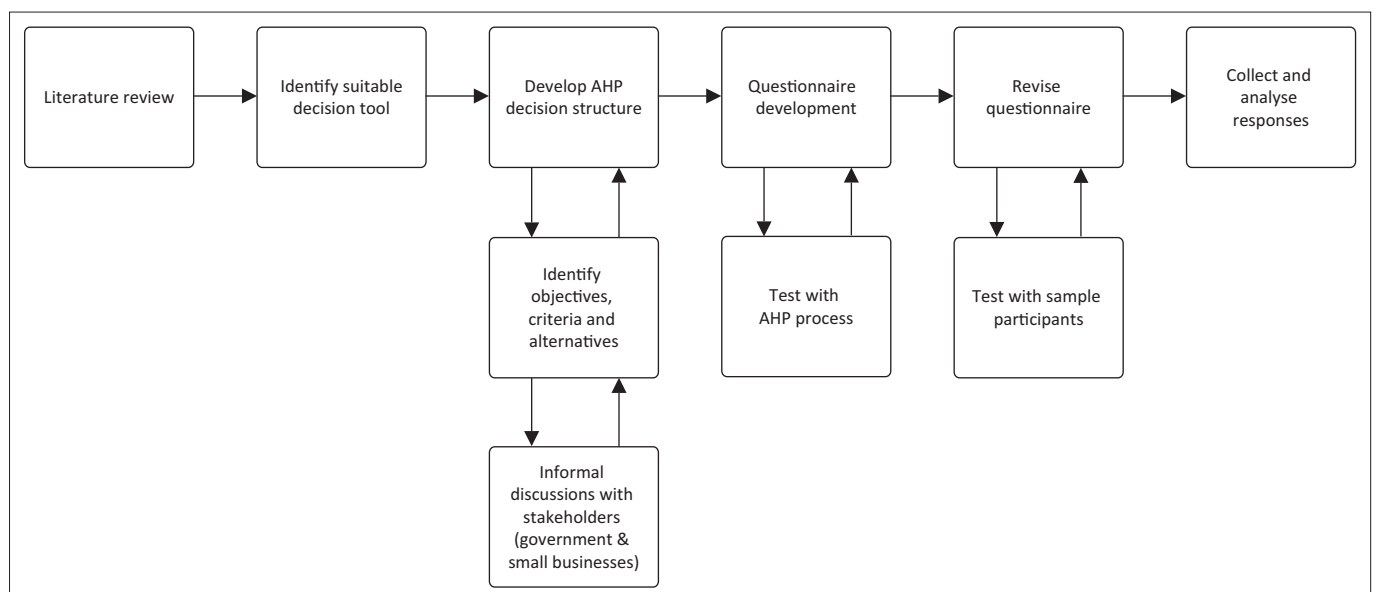 Literature review
Identify suitable
decision tool
Develop AHP
decision structure
Questionnaire
development
Revise
questionnaire
Collect and
analyse
responses
Identify
objectives,
criteria and
alternatives
Test with
AHP process
Test with sample
participants
Informal
discussions with
stakeholders
(government &
small businesses)